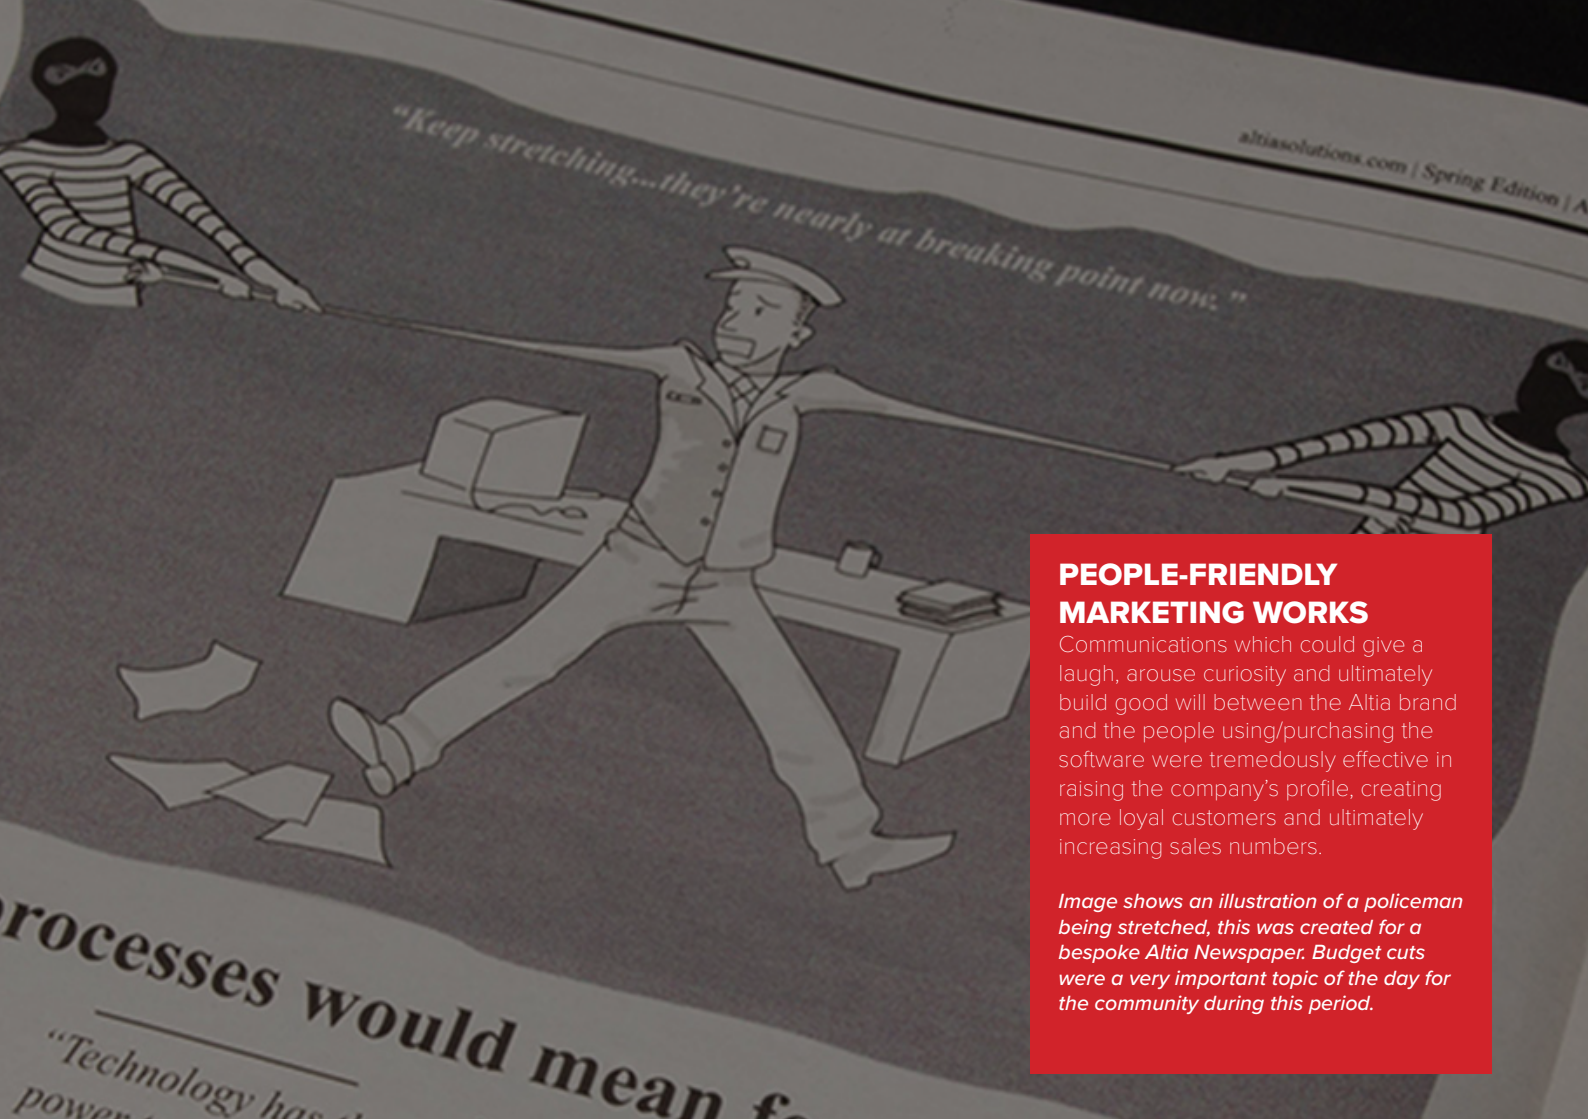 altiasolutions.com | Spring Edition | A
“Keep stretching...they’re nearly at breaking point now.”
PEOPLE-FRIENDLY
MARKETING WORKS
Communications which could give a
laugh, arouse curiosity and ultimately
build good will between the Altia brand
and the people using/purchasing the
software were tremedously effective in
raising the company’s profile, creating
more loyal customers and ultimately
increasing sales numbers.
Image shows an illustration of a policeman
being stretched, this was created for a
bespoke Altia Newspaper. Budget cuts
were a very important topic of the day for
the community during this period.
rocesses would mean
“Technology has
power